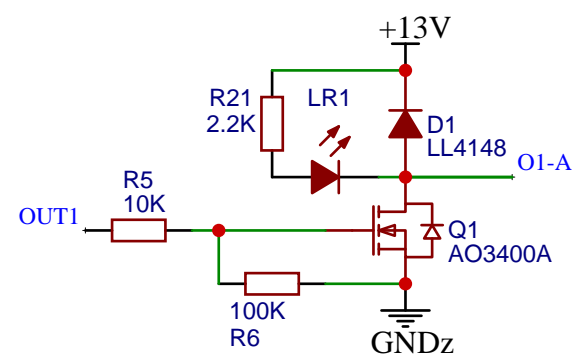 +13V
R21
2.2K
LR1
D1
LL4148
O1-A
R5
10K
OUT1
Q1
AO3400A
100K
R6
GNDz